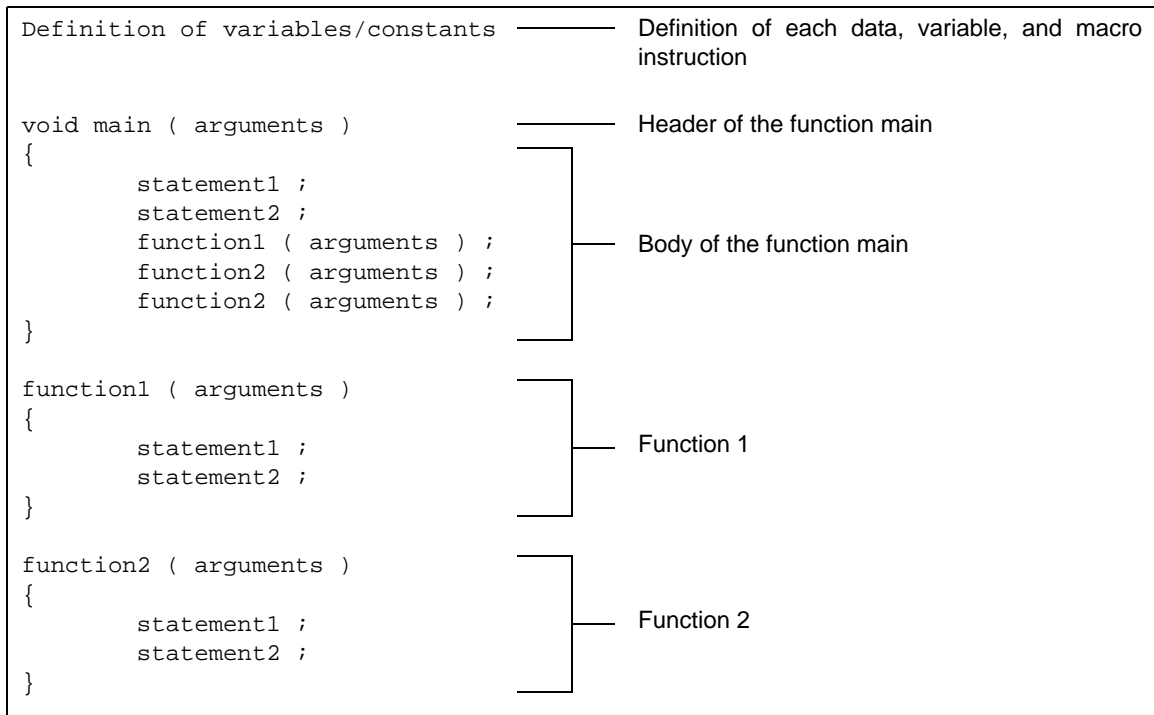 Definition of variables/constants
Definition of each data, variable, and macro
instruction
void main ( arguments )
Header of the function main
{
statement1 ;
statement2 ;
function1 ( arguments ) ;
Body of the function main
function2 ( arguments ) ;
function2 ( arguments ) ;
}
function1 ( arguments )
{
statement1 ;
Function 1
statement2 ;
}
function2 ( arguments )
{
statement1 ;
Function 2
statement2 ;
}